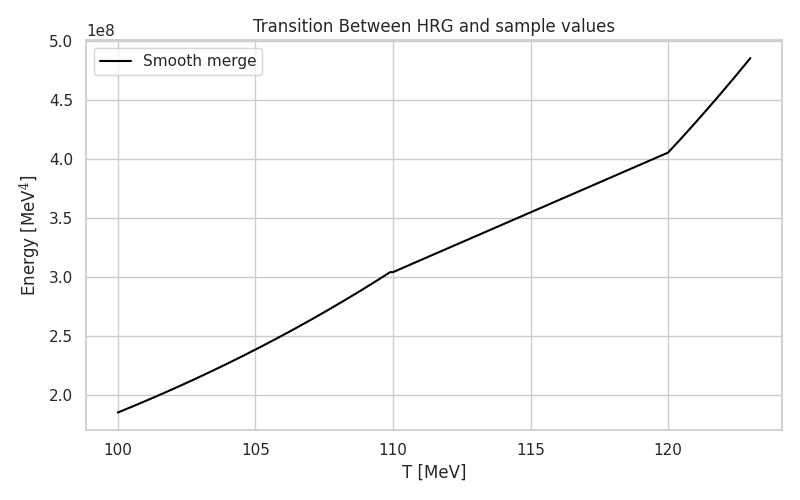 Transition Between HRG and sample values
1e8
Smooth merge
5.0
4.5
4.0
3.5
3.0
2.5
2.0
Energy [MeV⁴]
100 105 110 115 120
T [MeV]